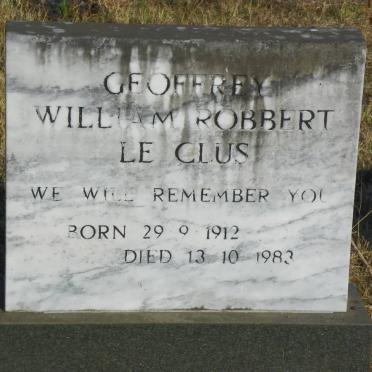 GEOFFREY
WILLIAM ROBBERT
LE CLUS
WE WILL REMEMBER YOU
BORN 29 9 1912
DIED 13 10 1983